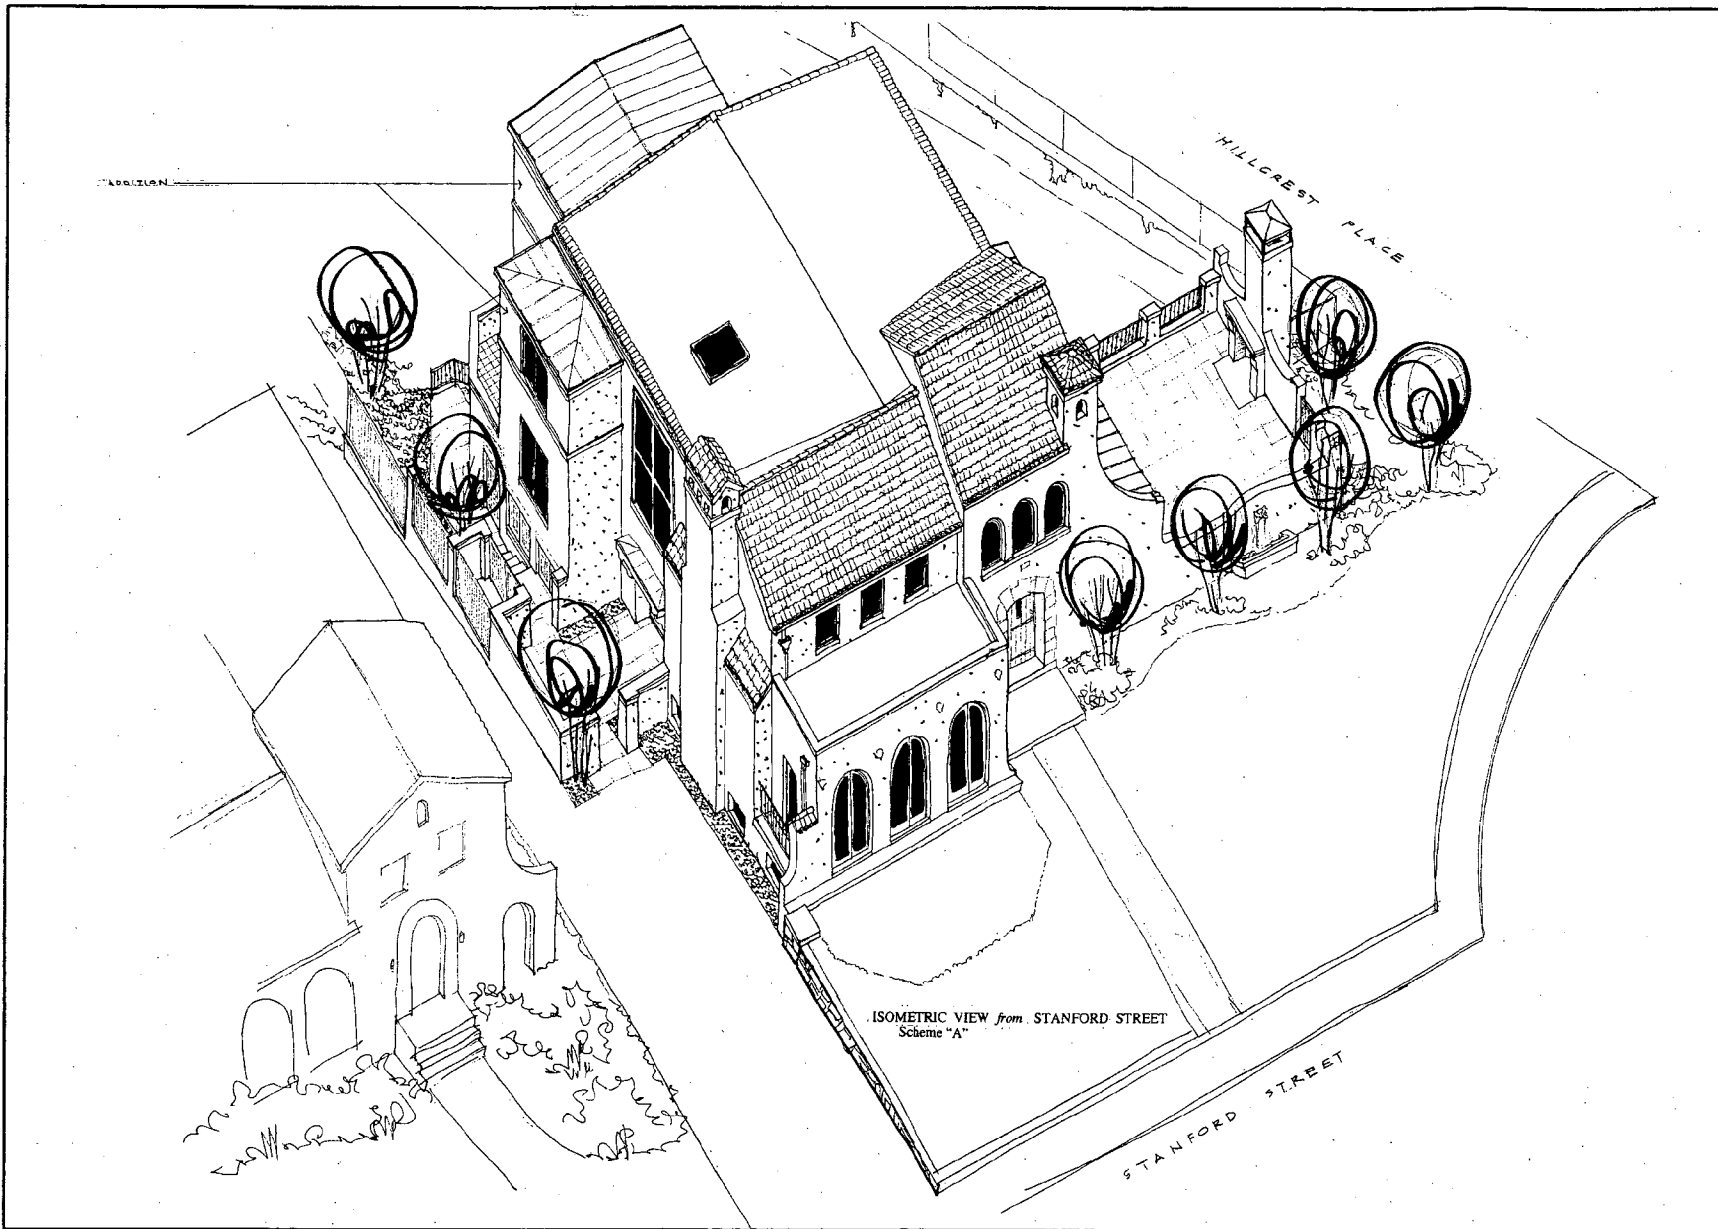 ADDITION
HILLCREST PLACE
ISOMETRIC VIEW from STANFORD STREET
Scheme "A"
STANFORD STREET